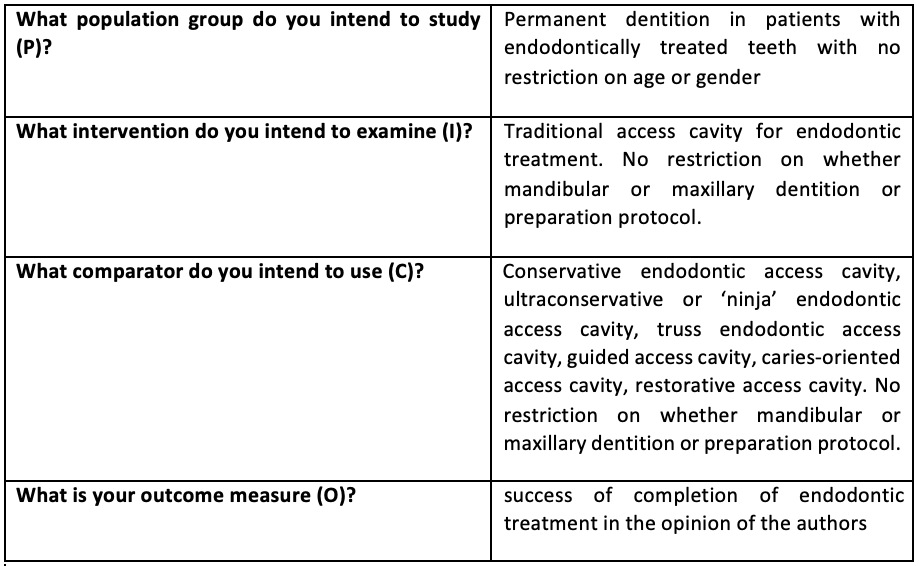 What population group do you intend to study
(P)?
Permanent dentition in patients with
endodontically treated teeth with no
restriction on age or gender
What intervention do you intend to examine (I)?
Traditional access cavity for endodontic
treatment. No restriction on whether
mandibular or maxillary dentition or
preparation protocol.
What comparator do you intend to use (C)?
Conservative endodontic access cavity,
ultraconservative or ‘ninja’ endodontic
access cavity, truss endodontic access
cavity, guided access cavity, caries-oriented
access cavity, restorative access cavity. No
restriction on whether mandibular or
maxillary dentition or preparation protocol.
What is your outcome measure (O)?
success of completion of endodontic
treatment in the opinion of the authors